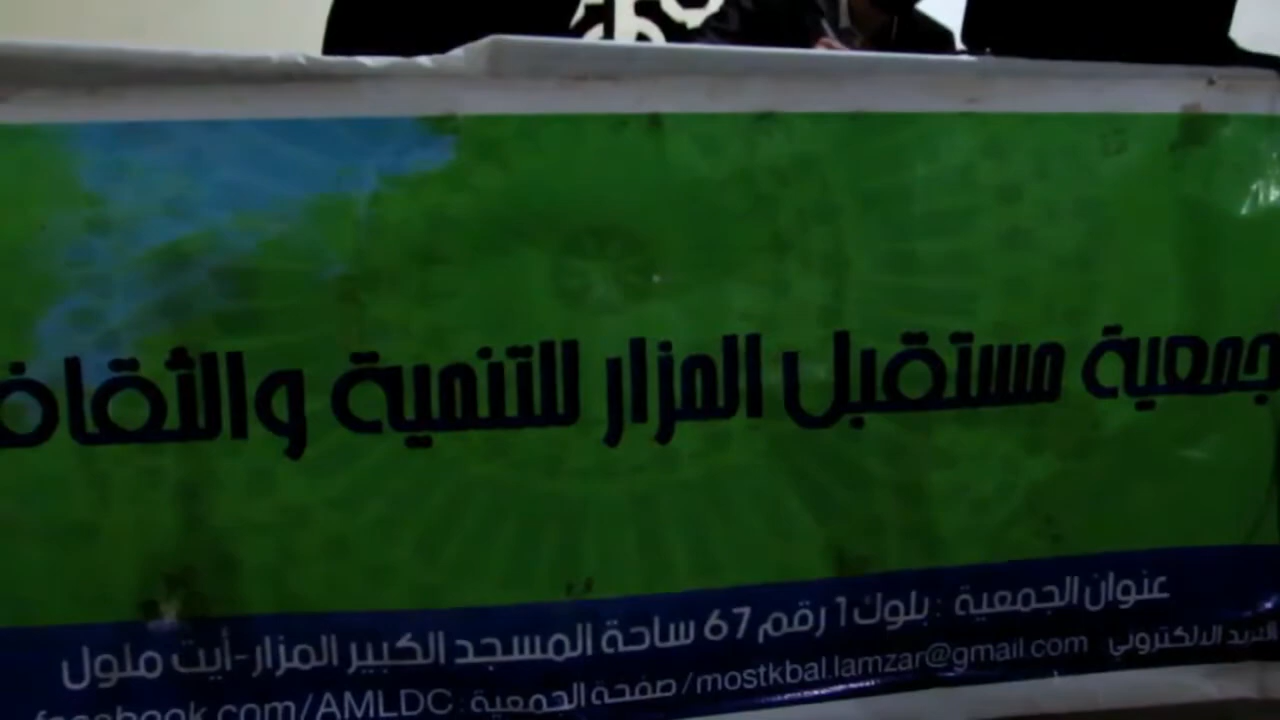 جمعية مستقبل المزار للتنمية والثقاف
عنوان الجمعية : بلوك 1 رقم 67 ساحة المسجد الكبير المزار-أيت ملول
البريد الالكتروني mostkbal.lamzar@gmail.com / صفحة الجمعية : facebook.com/AMLDC